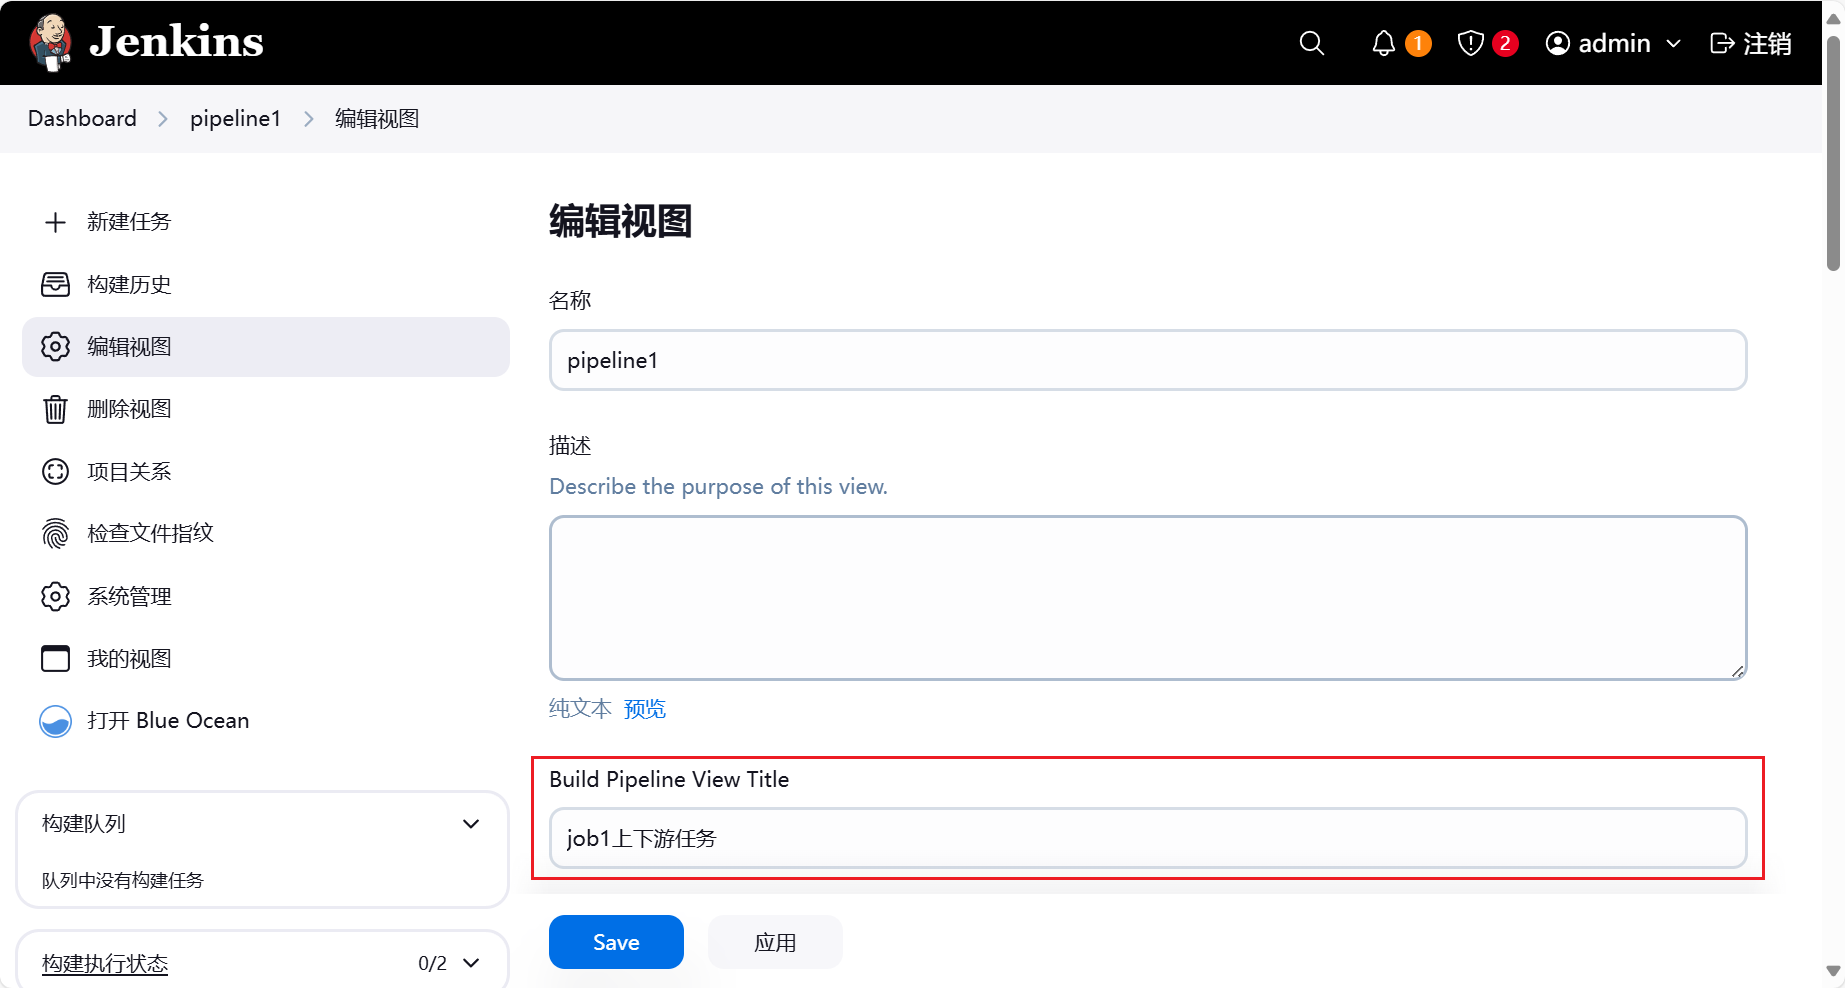 Jenkins
1
2
admin
注销
Dashboard
pipeline1
编辑视图
新建任务
构建历史
编辑视图
删除视图
项目关系
检查文件指纹
系统管理
我的视图
打开 Blue Ocean
构建队列
队列中没有构建任务
构建执行状态
0/2
编辑视图
名称
pipeline1
描述
Describe the purpose of this view.
纯文本 预览
Build Pipeline View Title
job1上下游任务
Save
应用